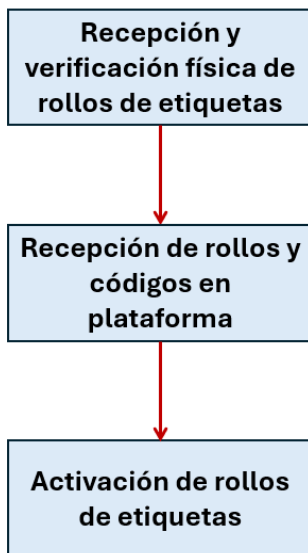 Recepción y
verificación física de
rollos de etiquetas
Recepción de rollos y
códigos en
plataforma
Activación de rollos
de etiquetas